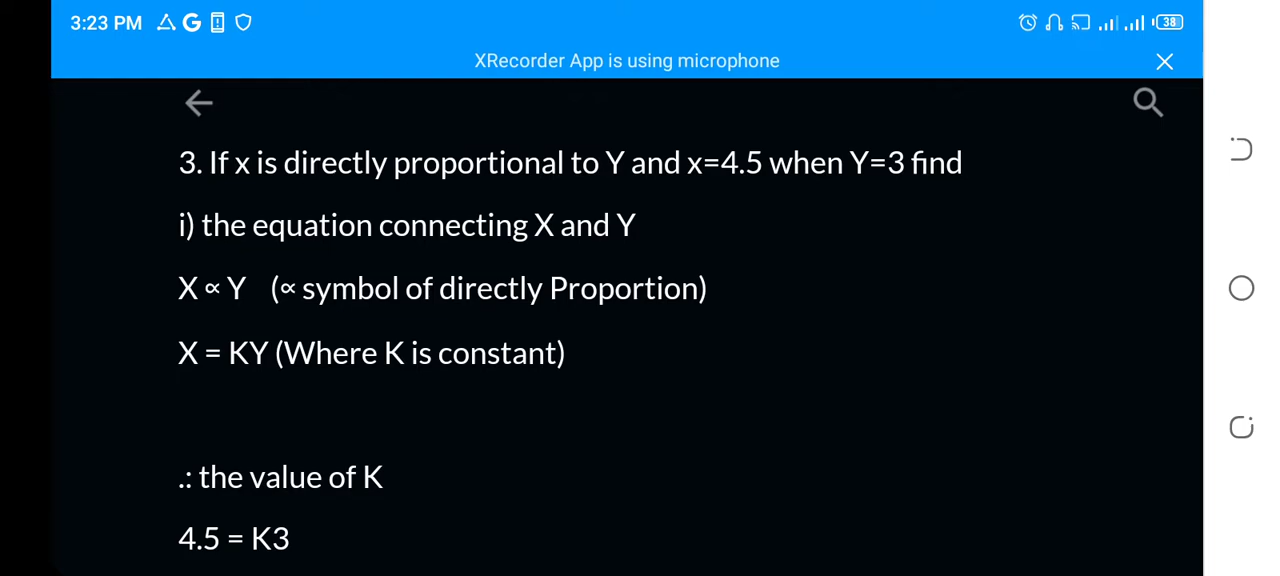 3:23 PM G 38
XRecorder App is using microphone
3. If x is directly proportional to Y and x=4.5 when Y=3 find
i) the equation connecting X and Y
X ∝ Y (∝ symbol of directly Proportion)
X = KY (Where K is constant)
.: the value of K
4.5 = K3